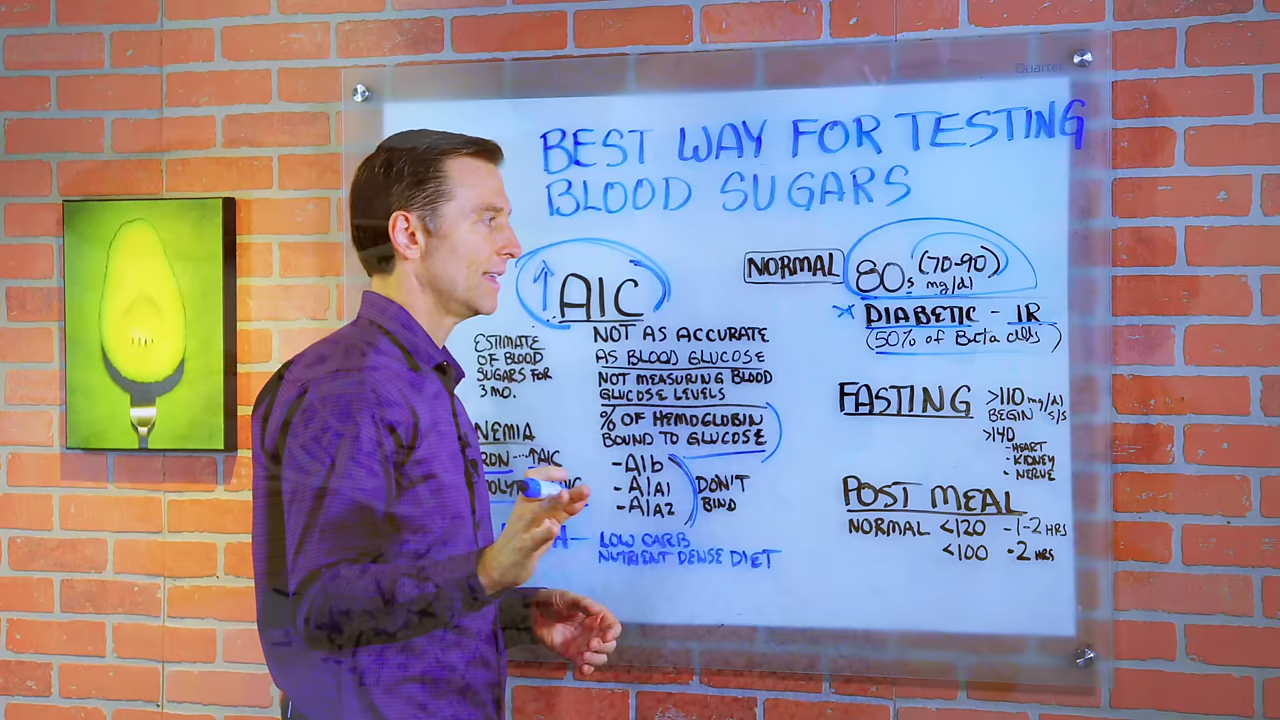 Quartet
BEST WAY FOR TESTING
BLOOD SUGARS
↑ A1C
ESTIMATE
OF BLOOD
SUGARS FOR
3 MO.
NEMIA
RON ··· ↑A1C
NOT AS ACCURATE
AS BLOOD GLUCOSE
NOT MEASURING BLOOD
GLUCOSE LEVELS
% OF HEMOGLOBIN
BOUND TO GLUCOSE
- A1b
- A1A1
- A1A2
DON'T
BIND
LOW CARB
NUTRIENT DENSE DIET
NORMAL 80s (70-90)
mg/dl
* DIABETIC - IR
(50% of Beta cells)
FASTING >110 mg/dl
BEGIN S/S
>140
- HEART
- KIDNEY
- NERVE
POST MEAL
NORMAL <120 - 1-2 HRS
<100 - 2 HRS